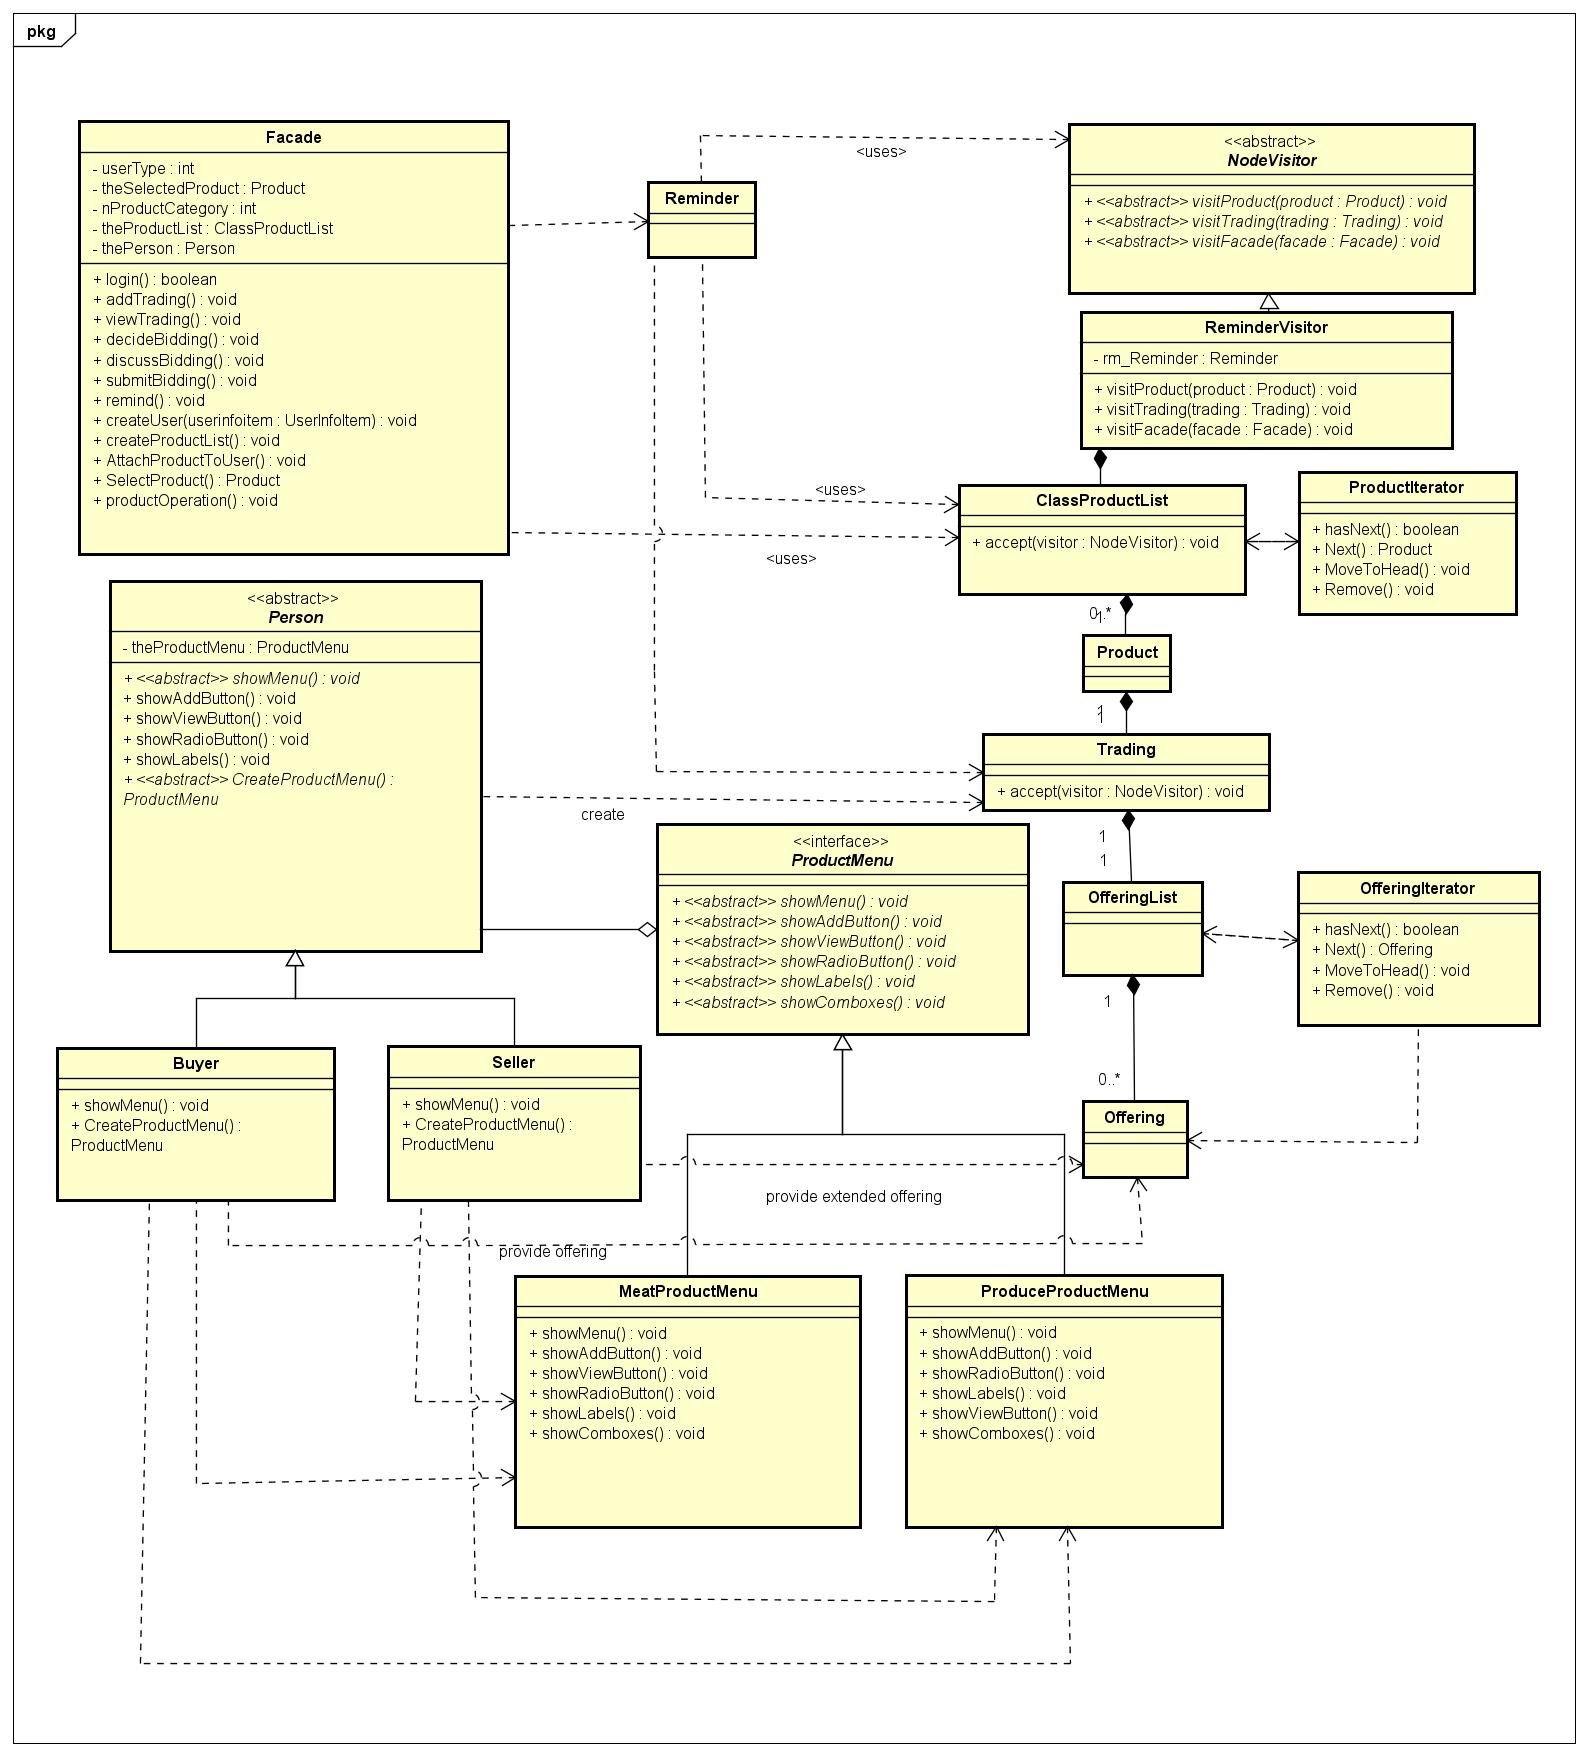 pkg
Facade
- userType : int
- theSelectedProduct : Product
- nProductCategory : int
- theProductList : ClassProductList
- thePerson : Person
+ login() : boolean
+ addTrading() : void
+ viewTrading() : void
+ decideBidding() : void
+ discussBidding() : void
+ submitBidding() : void
+ remind() : void
+ createUser(userinfoitem : UserInfoItem) : void
+ createProductList() : void
+ AttachProductToUser() : void
+ SelectProduct() : Product
+ productOperation() : void
Reminder
<uses>
<<abstract>>
NodeVisitor
+ <<abstract>> visitProduct(product : Product) : void
+ <<abstract>> visitTrading(trading : Trading) : void
+ <<abstract>> visitFacade(facade : Facade) : void
ReminderVisitor
- rm_Reminder : Reminder
+ visitProduct(product : Product) : void
+ visitTrading(trading : Trading) : void
+ visitFacade(facade : Facade) : void
<uses>
<uses>
ClassProductList
+ accept(visitor : NodeVisitor) : void
ProductIterator
+ hasNext() : boolean
+ Next() : Product
+ MoveToHead() : void
+ Remove() : void
0..*
1
Product
1
1
Trading
+ accept(visitor : NodeVisitor) : void
<<abstract>>
Person
- theProductMenu : ProductMenu
+ <<abstract>> showMenu() : void
+ showAddButton() : void
+ showViewButton() : void
+ showRadioButton() : void
+ showLabels() : void
+ <<abstract>> CreateProductMenu() :
ProductMenu
create
<<interface>>
ProductMenu
+ <<abstract>> showMenu() : void
+ <<abstract>> showAddButton() : void
+ <<abstract>> showViewButton() : void
+ <<abstract>> showRadioButton() : void
+ <<abstract>> showLabels() : void
+ <<abstract>> showComboxes() : void
1
1
OfferingList
OfferingIterator
+ hasNext() : boolean
+ Next() : Offering
+ MoveToHead() : void
+ Remove() : void
1
0..*
Offering
Buyer
+ showMenu() : void
+ CreateProductMenu() :
ProductMenu
Seller
+ showMenu() : void
+ CreateProductMenu() :
ProductMenu
provide extended offering
provide offering
MeatProductMenu
+ showMenu() : void
+ showAddButton() : void
+ showViewButton() : void
+ showRadioButton() : void
+ showLabels() : void
+ showComboxes() : void
ProduceProductMenu
+ showMenu() : void
+ showAddButton() : void
+ showRadioButton() : void
+ showLabels() : void
+ showViewButton() : void
+ showComboxes() : void